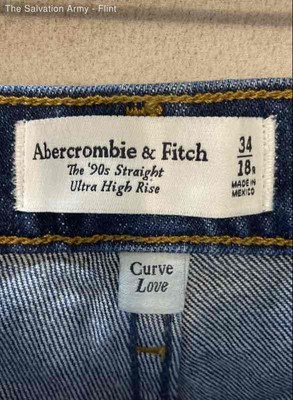 The Salvation Army - Flint
Abercrombie & Fitch
The '90s Straight
Ultra High Rise
34
18R
MADE IN
MEXICO
Curve
Love